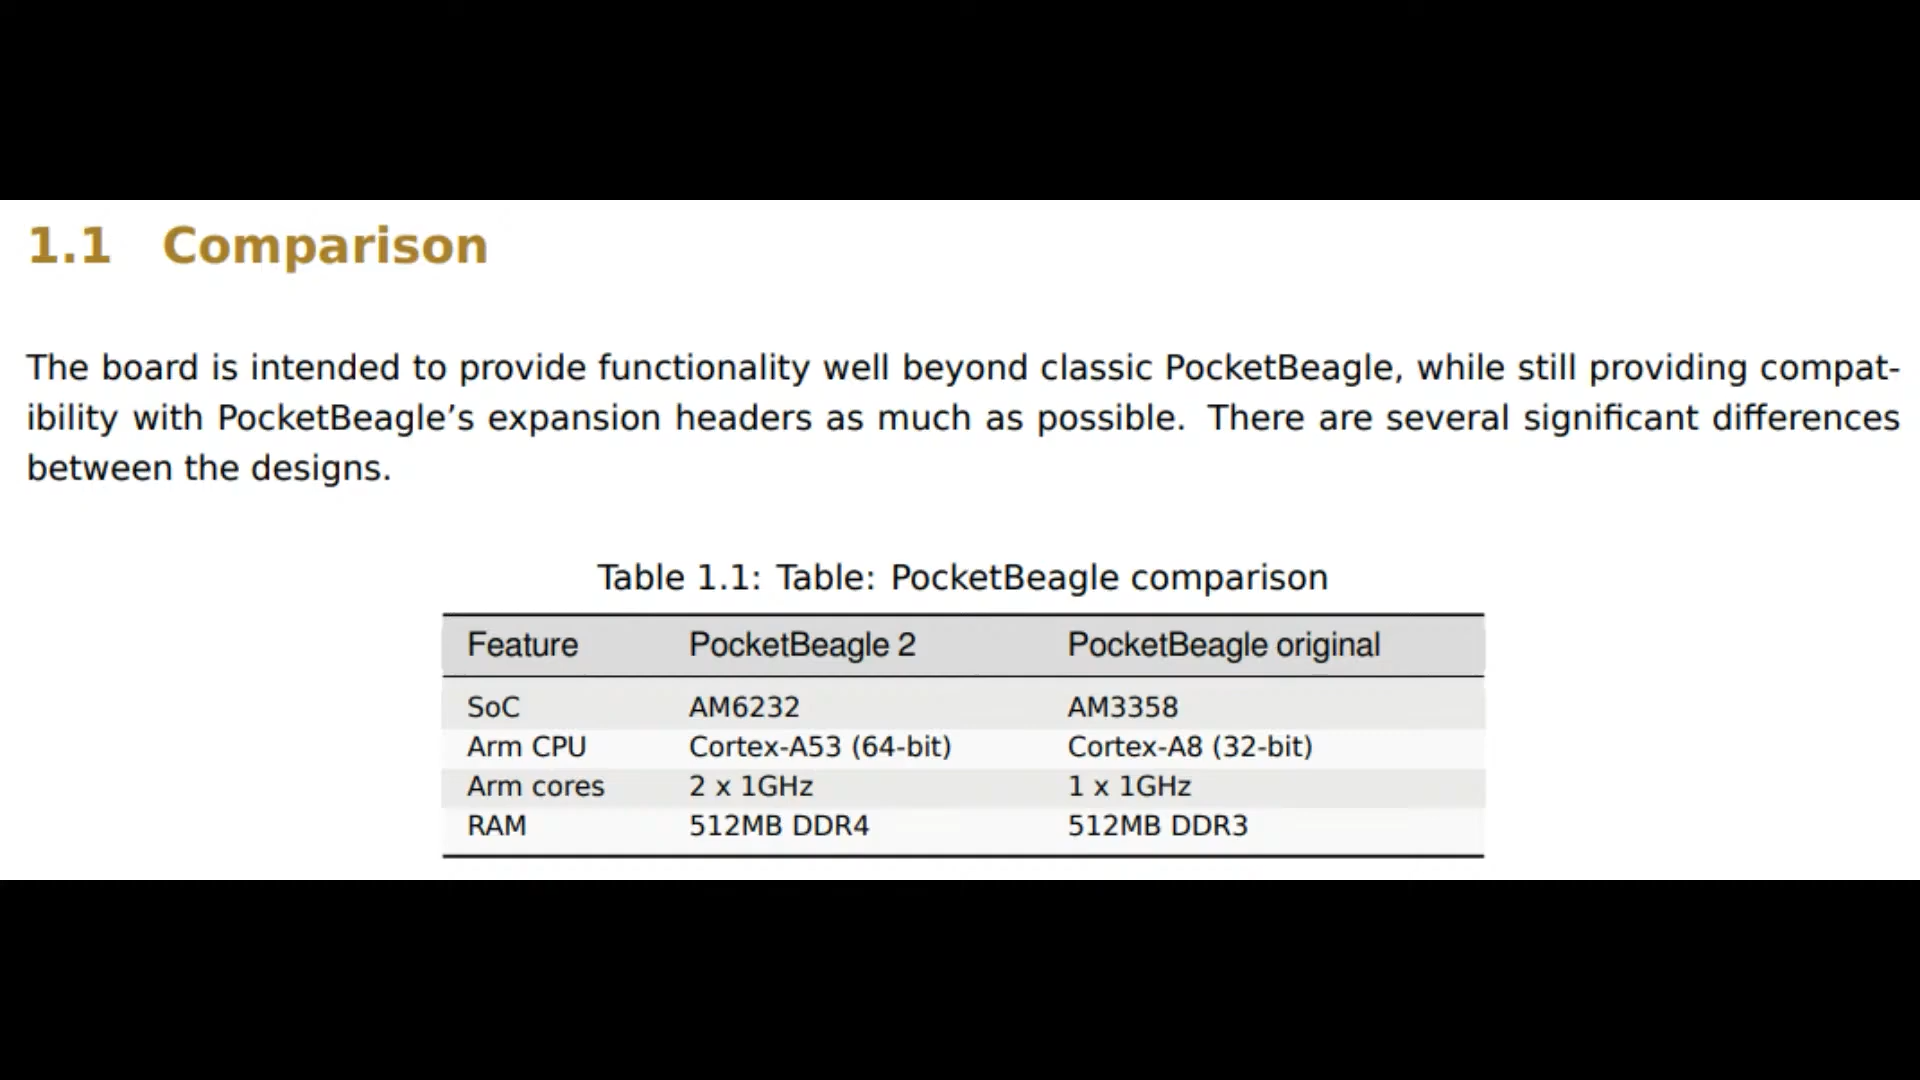 1.1 Comparison
The board is intended to provide functionality well beyond classic PocketBeagle, while still providing compat-
ibility with PocketBeagle’s expansion headers as much as possible. There are several significant differences
between the designs.
Table 1.1: Table: PocketBeagle comparison
Feature PocketBeagle 2 PocketBeagle original
SoC AM6232 AM3358
Arm CPU Cortex-A53 (64-bit) Cortex-A8 (32-bit)
Arm cores 2 x 1GHz 1 x 1GHz
RAM 512MB DDR4 512MB DDR3